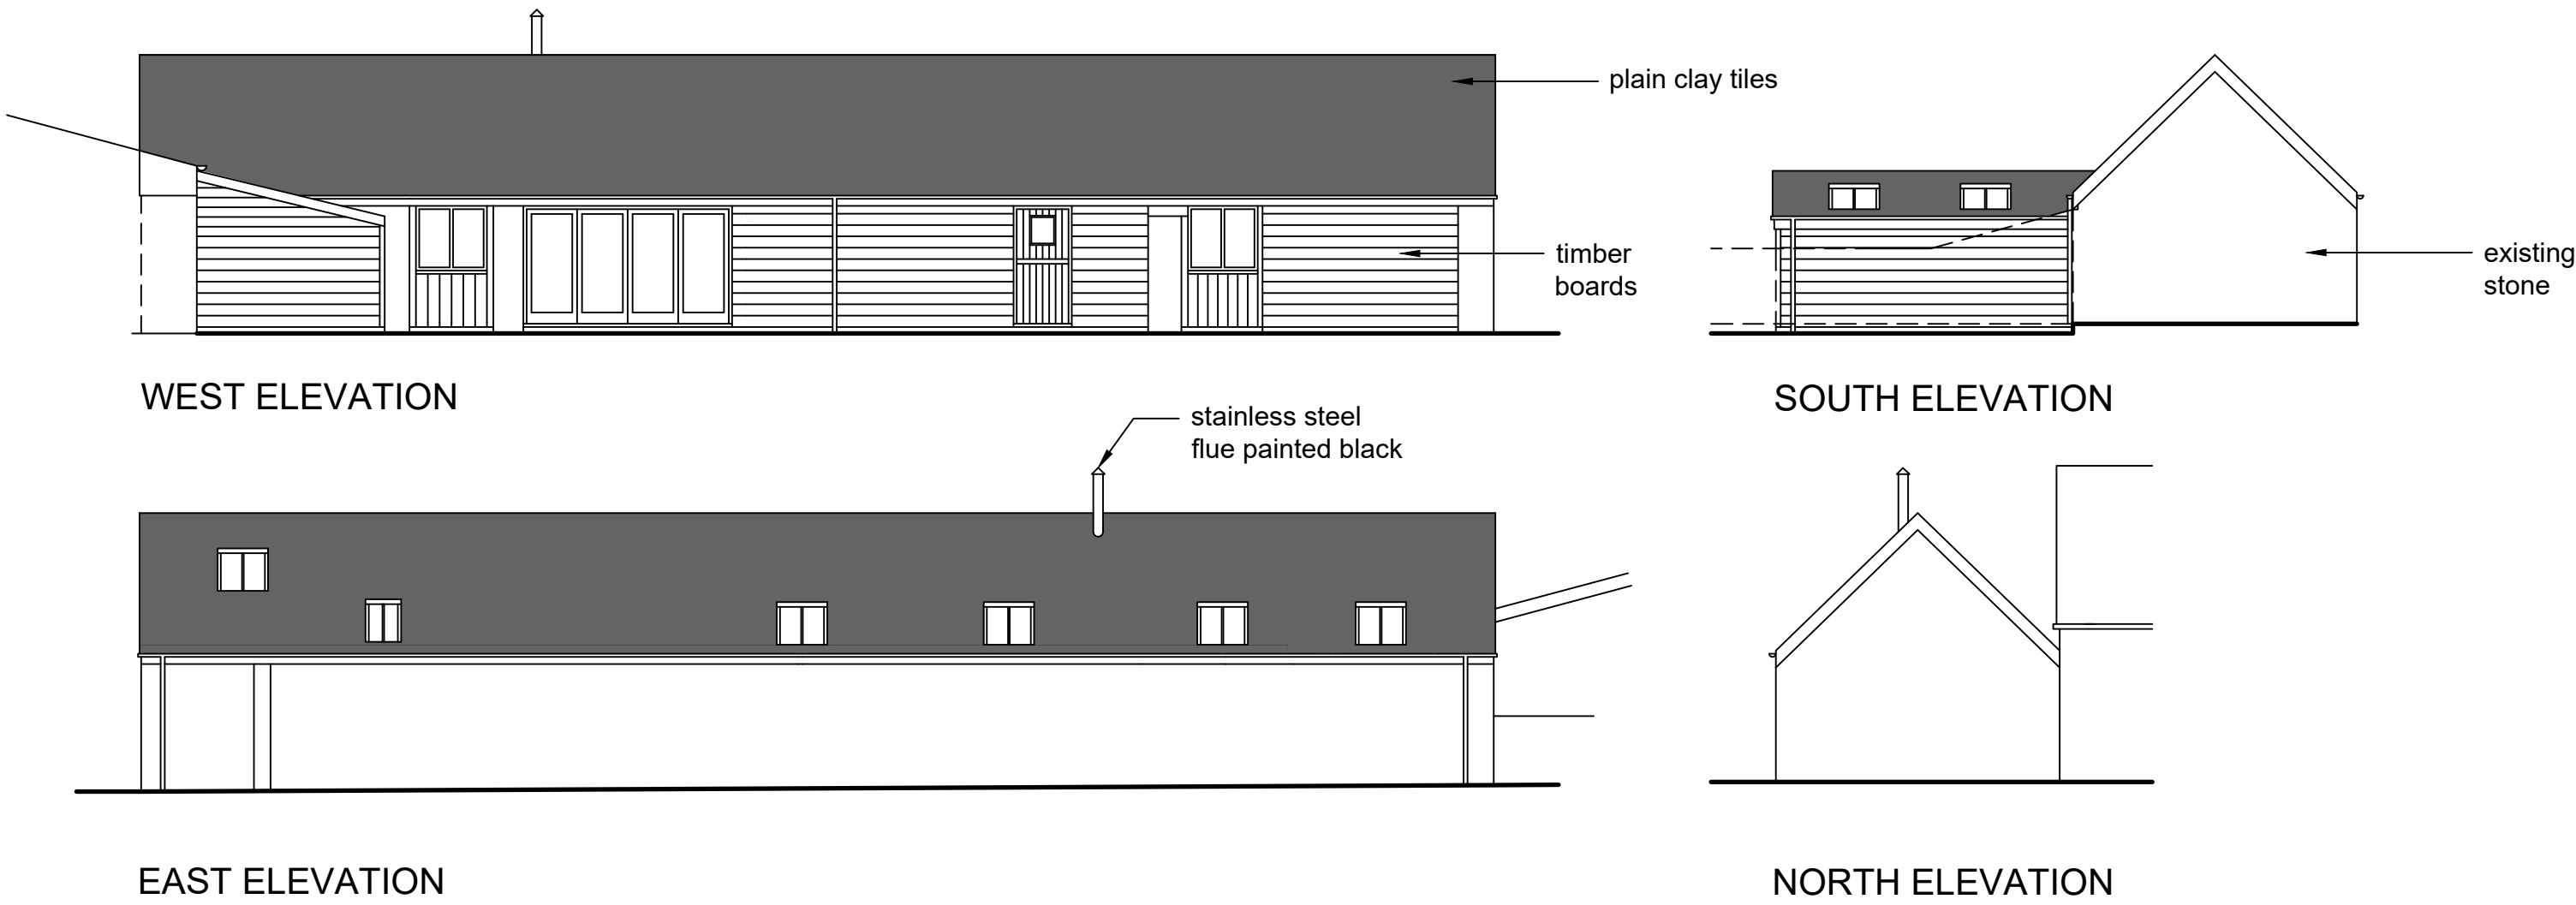 plain clay tiles
timber
boards
existing
stone
WEST ELEVATION
SOUTH ELEVATION
stainless steel
flue painted black
EAST ELEVATION
NORTH ELEVATION